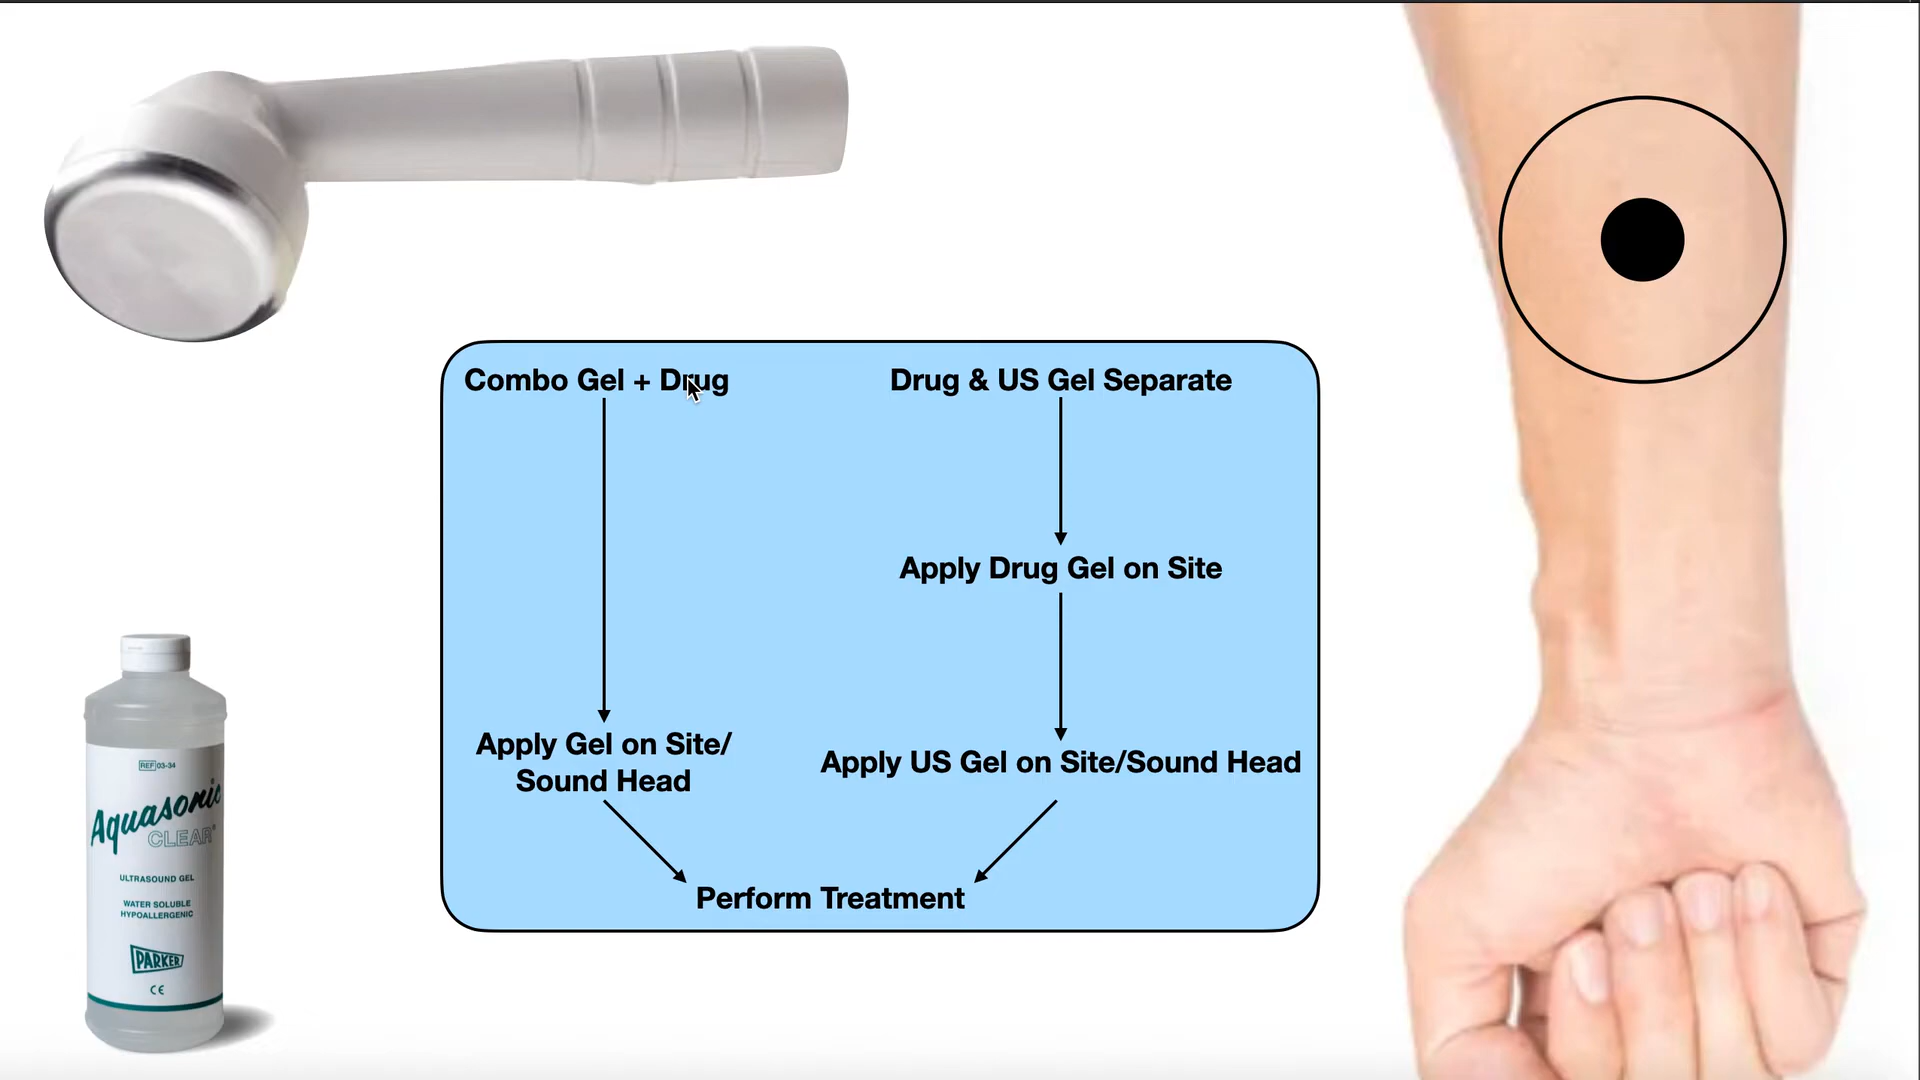 Combo Gel + Drug
Drug & US Gel Separate
Apply Drug Gel on Site
Apply Gel on Site/
Sound Head
Apply US Gel on Site/Sound Head
Perform Treatment
REF 03-34
Aquasonic
CLEAR®
ULTRASOUND GEL
WATER SOLUBLE
HYPOALLERGENIC
PARKER
CE